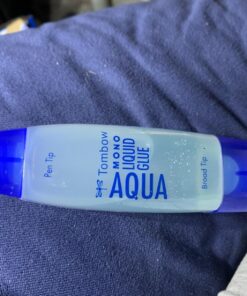 Pen Tip
Tombow
MONO
LIQUID
GLUE
AQUA
Broad Tip